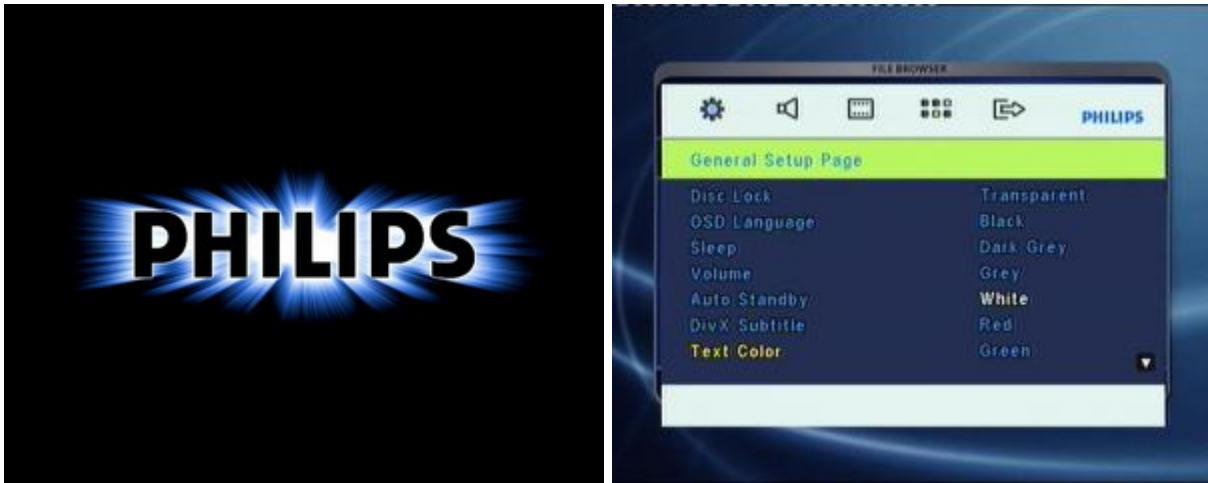 PHILIPS
FILE BROWSER
PHILIPS
General Setup Page
Disc Lock Transparent
OSD Language Black
Sleep Dark Grey
Volume Grey
Auto Standby White
DivX Subtitle Red
Text Color Green